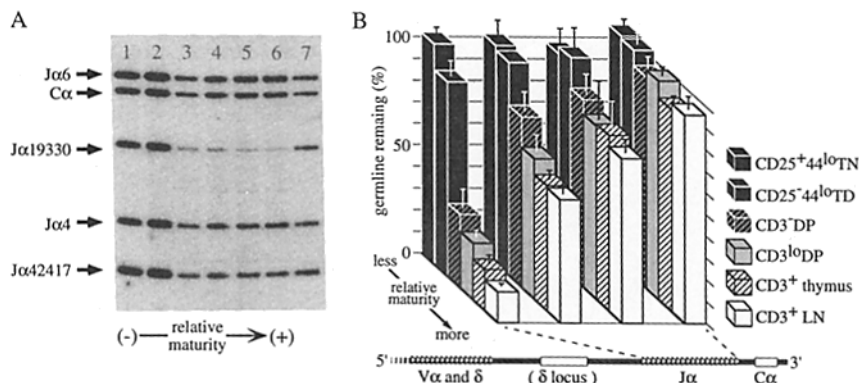 A
1 2 3 4 5 6 7
Jα6
Cα
Jα19330
Jα4
Jα42417
(-) relative maturity (+)
B
germline remaing (%)
100
50
0
less
relative
maturity
more
CD25+44loTN
CD25-44loTD
CD3-DP
CD3loDP
CD3+ thymus
CD3+ LN
5' 3'
Vα and δ ( δ locus ) Jα Cα